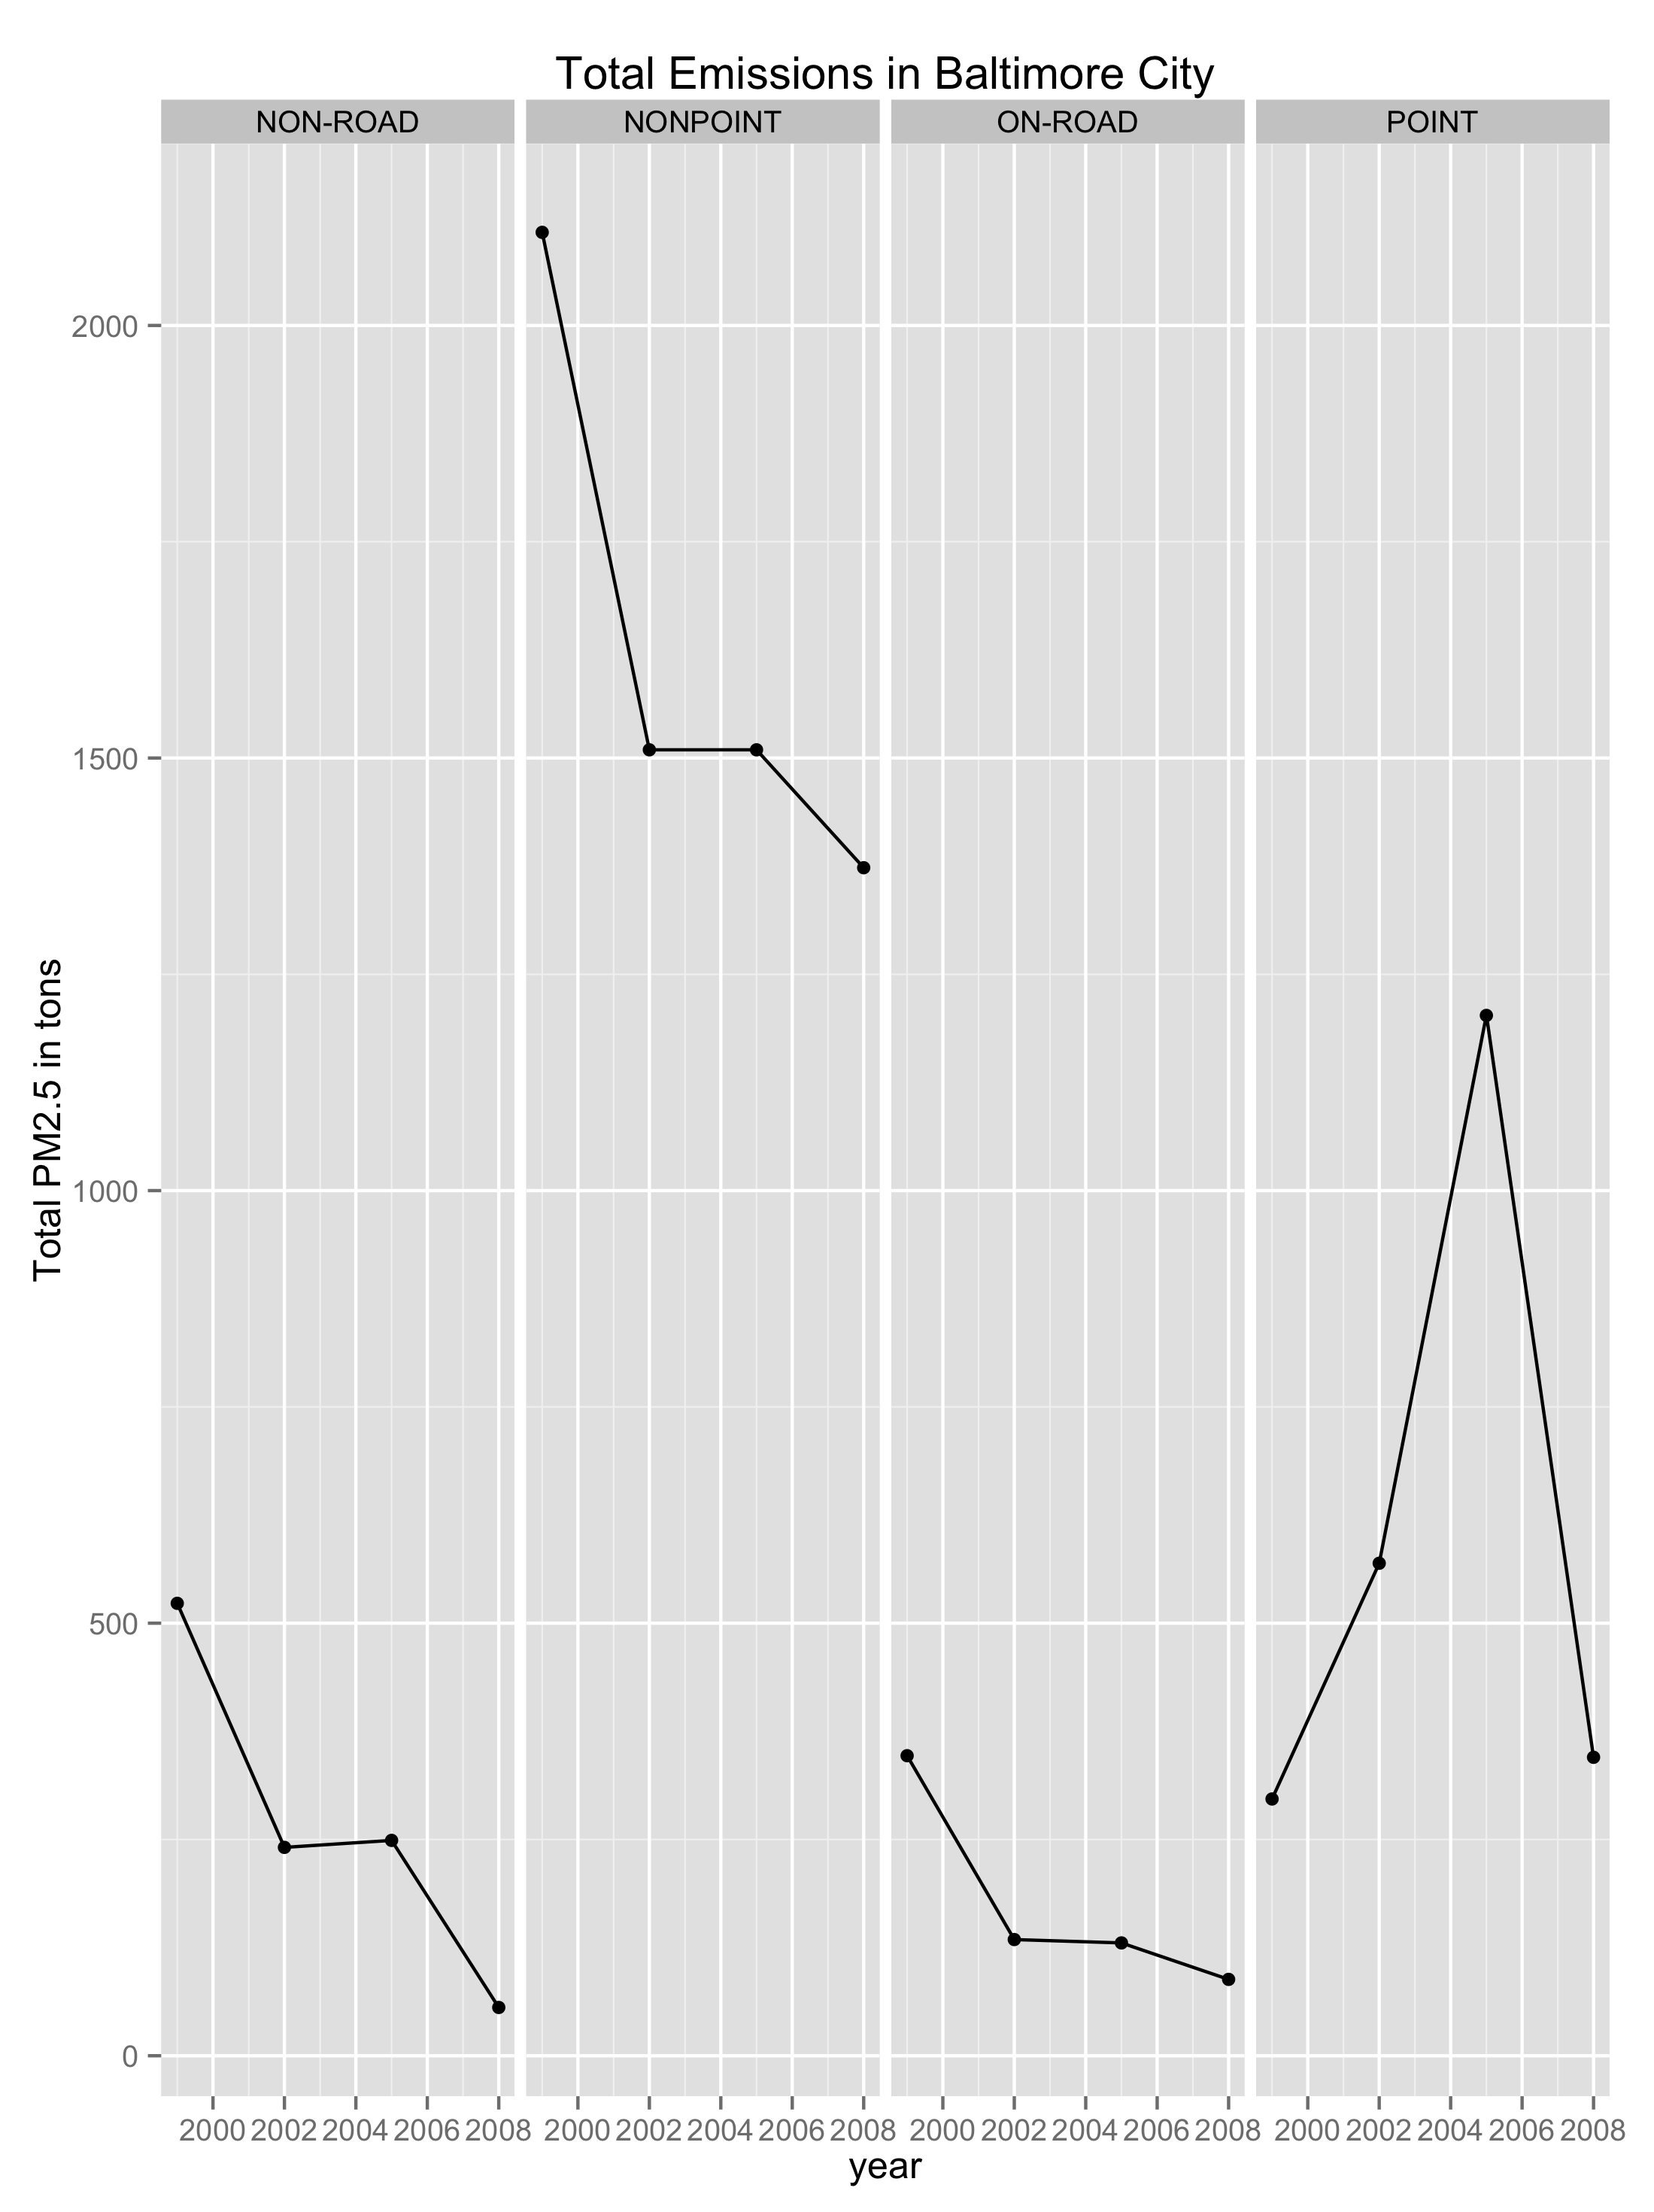 Total Emissions in Baltimore City
NON-ROAD NONPOINT ON-ROAD POINT
Total PM2.5 in tons
2000
1500
1000
500
0
2000 2002 2004 2006 2008 2000 2002 2004 2006 2008 2000 2002 2004 2006 2008 2000 2002 2004 2006 2008
year